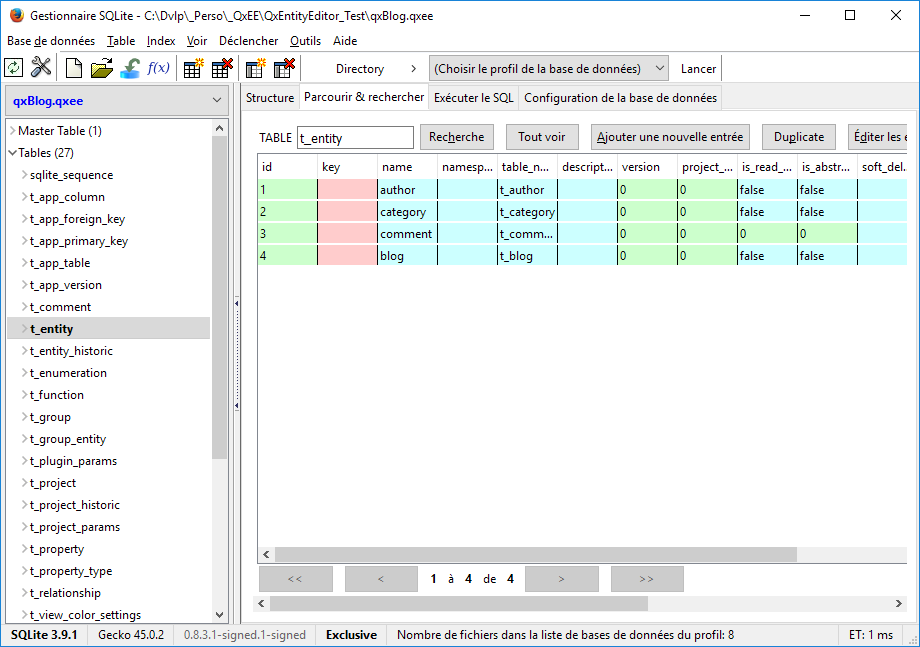 Gestionnaire SQLite - C:\DvIp\_Perso\_QxEE\QxEntityEditor_Test\qxBlog.qxee
Base de données Table Index Voir Déclencher Outils Aide
f(x) Directory > (Choisir le profil de la base de données) Lancer
qxBlog.qxee
Structure Parcourir & rechercher Exécuter le SQL Configuration de la base de données
Master Table (1)
Tables (27)
sqlite_sequence
t_app_column
t_app_foreign_key
t_app_primary_key
t_app_table
t_app_version
t_comment
t_entity
t_entity_historic
t_enumeration
t_function
t_group
t_group_entity
t_plugin_params
t_project
t_project_historic
t_project_params
t_property
t_property_type
t_relationship
t_view_color_settings
TABLE t_entity Recherche Tout voir Ajouter une nouvelle entrée Duplicate Éditer les e
id key name namesp... table_n... descript... version project_... is_read_... is_abstr... soft_del...
1 author t_author 0 0 false false
2 category t_category 0 0 false false
3 comment t_comm... 0 0 0 0
4 blog t_blog 0 0 false false
<< < 1 à 4 de 4 > >>
SQLite 3.9.1 Gecko 45.0.2 0.8.3.1-signed.1-signed Exclusive Nombre de fichiers dans la liste de bases de données du profil: 8 ET: 1 ms